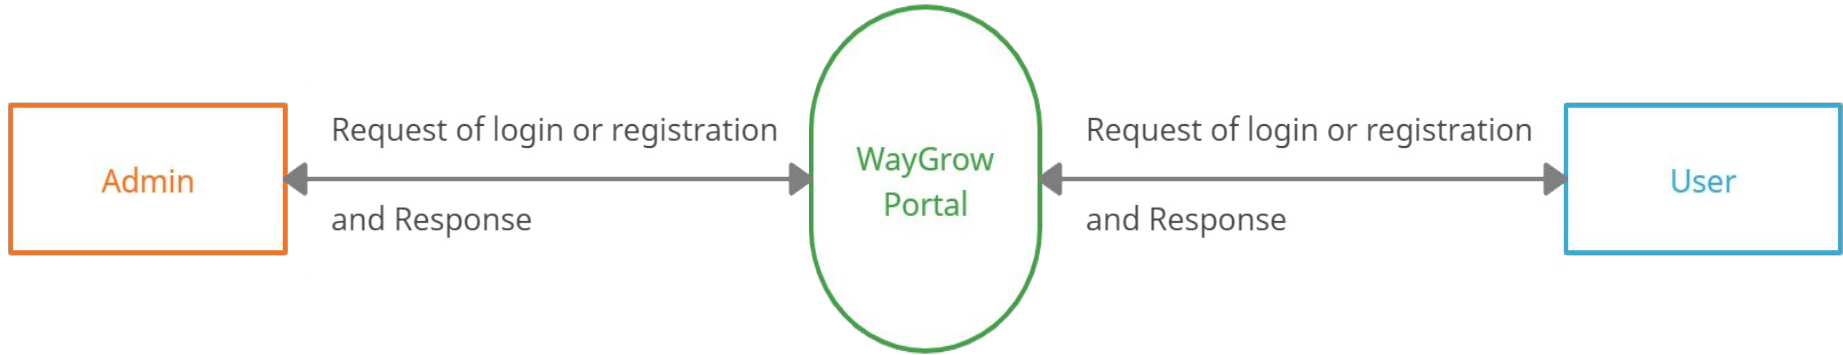 Admin
Request of login or registration
and Response
WayGrow
Portal
Request of login or registration
and Response
User